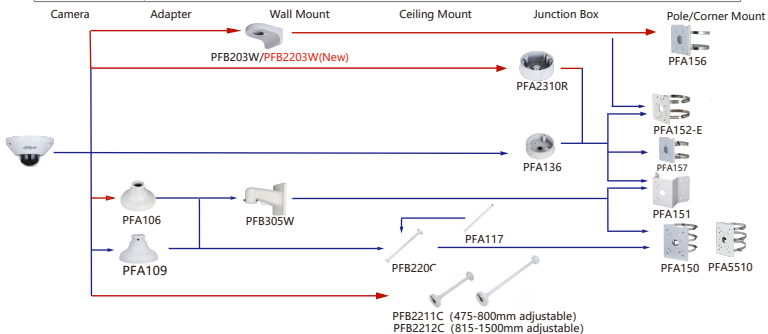 Camera Adapter Wall Mount Ceiling Mount Junction Box Pole/Corner Mount
PFB203W/PFB2203W(New)
PFA156
PFA2310R
PFA152-E
PFA136
PFA157
PFA106
PFB305W
PFA151
PFA117
PFA109
PFB220C
PFA150 PFA5510
PFB2211C (475-800mm adjustable)
PFB2212C (815-1500mm adjustable)